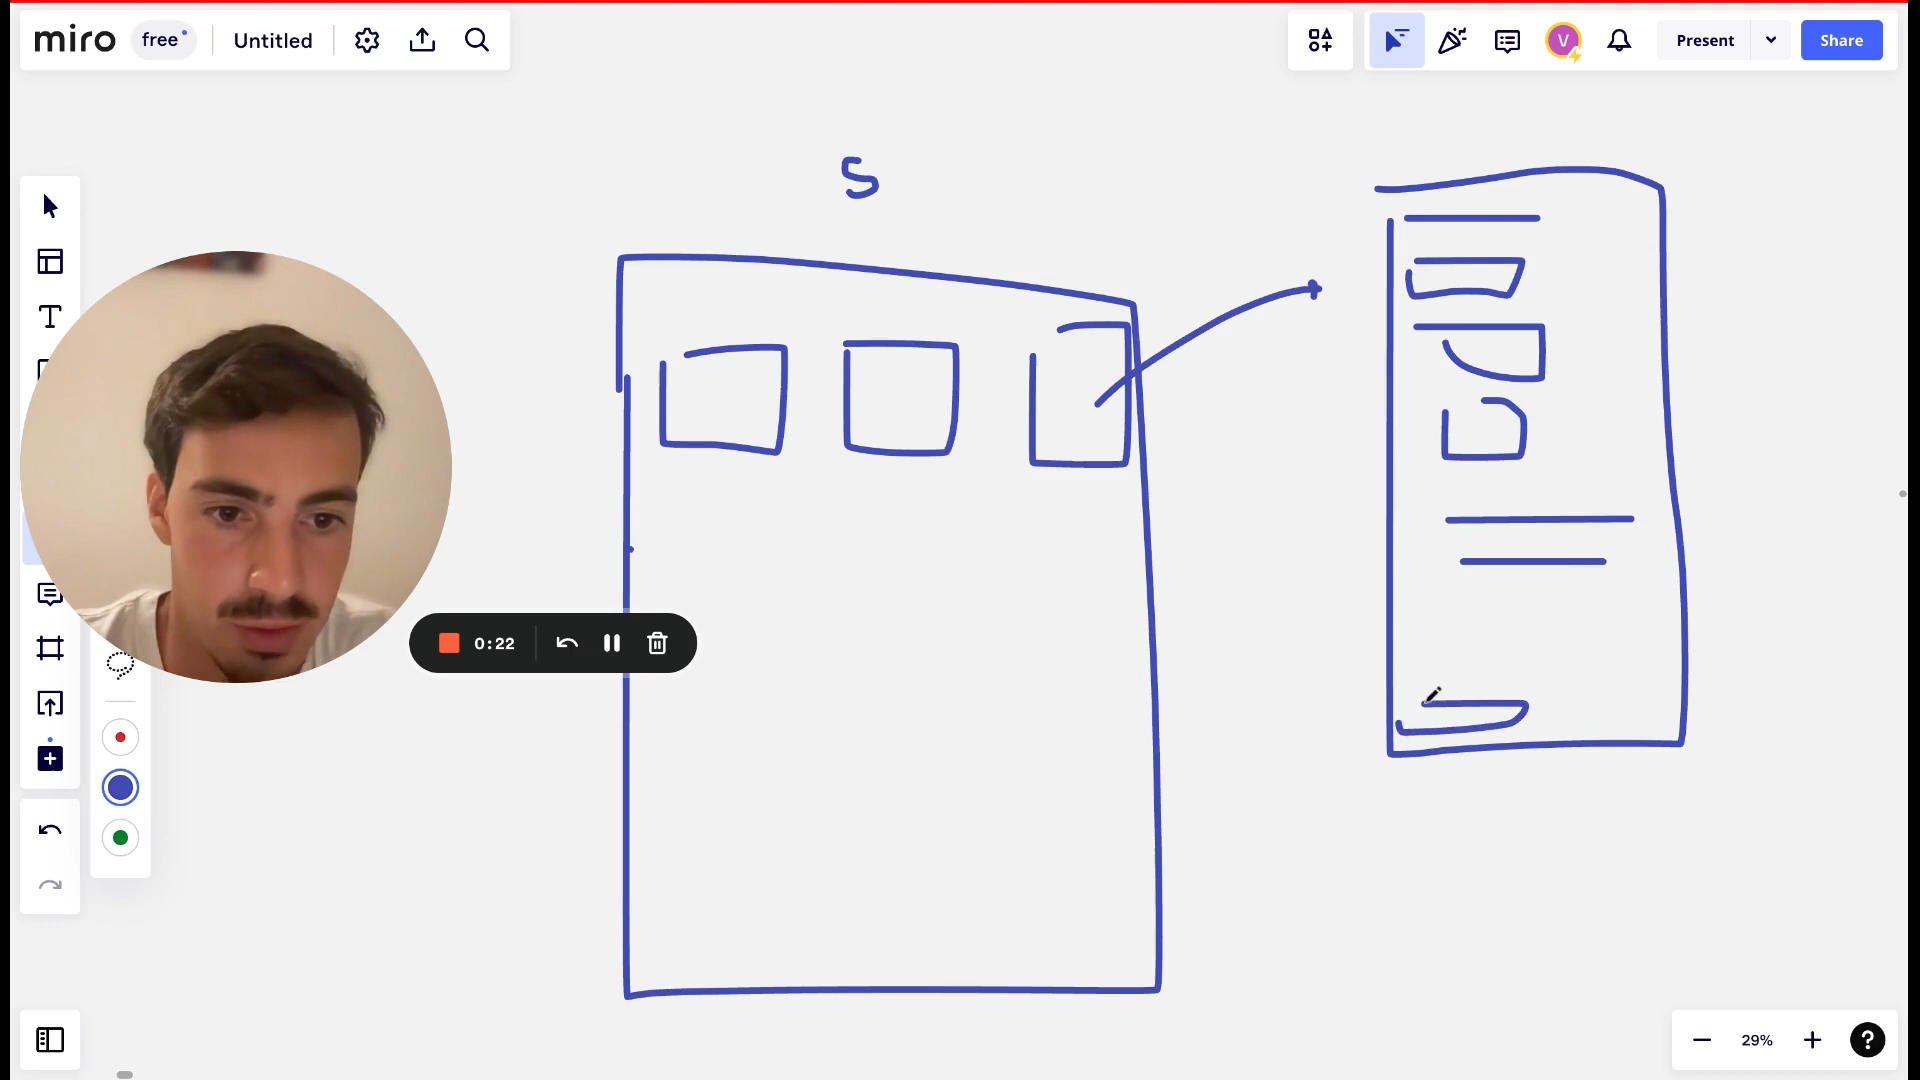 miro
free
Untitled
V
Present
Share
S
0:22
29%
?